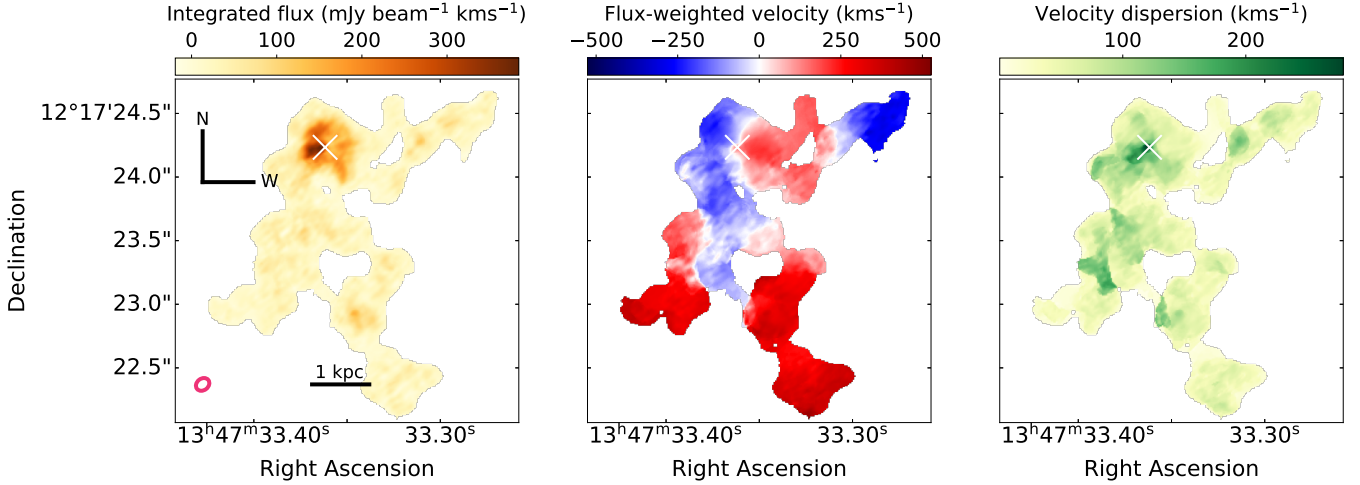 Integrated flux (mJy beam⁻¹ kms⁻¹)
0 100 200 300
Flux-weighted velocity (kms⁻¹)
−500 −250 0 250 500
Velocity dispersion (kms⁻¹)
100 200
12°17'24.5"
24.0"
23.5"
23.0"
22.5"
Declination
N
W
1 kpc
13ʰ47ᵐ33.40ˢ 33.30ˢ
13ʰ47ᵐ33.40ˢ 33.30ˢ
13ʰ47ᵐ33.40ˢ 33.30ˢ
Right Ascension
Right Ascension
Right Ascension